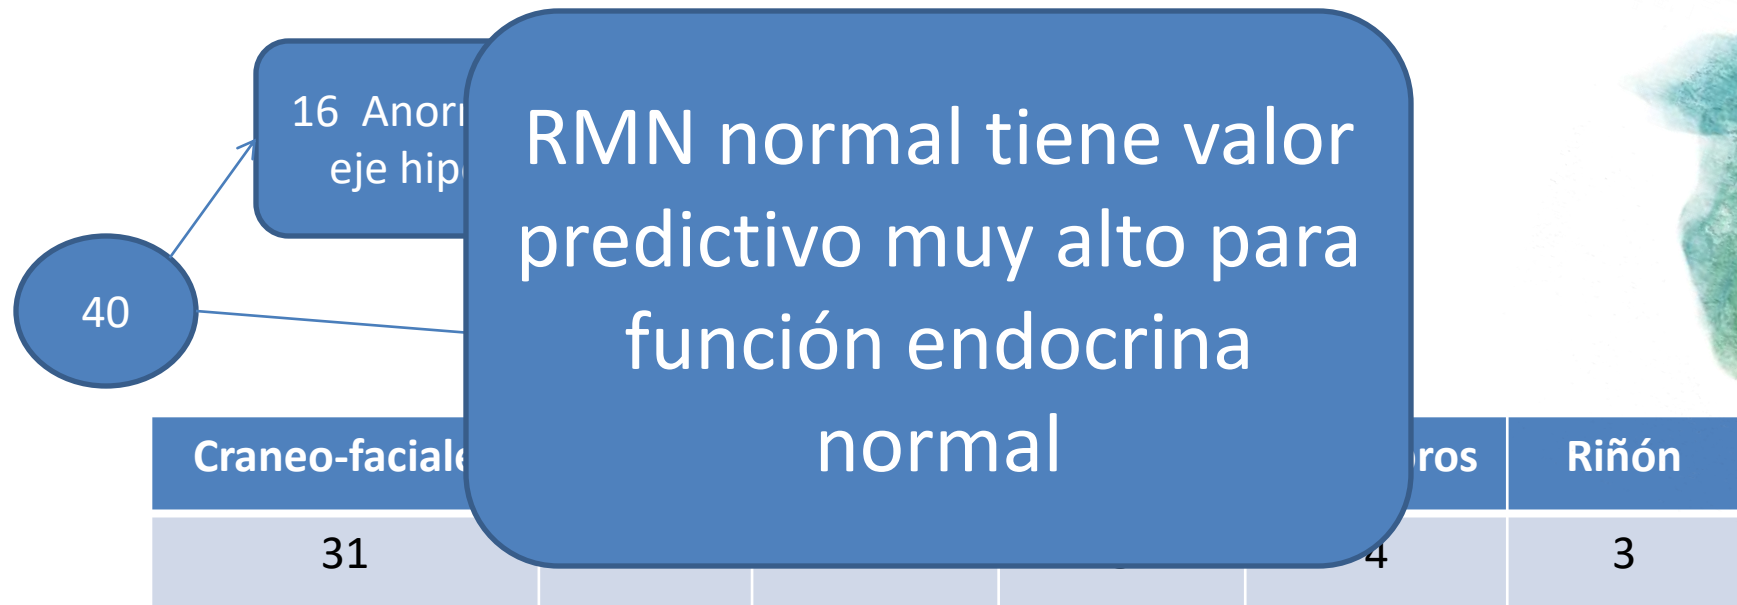 16 Anor
eje hip
RMN normal tiene valor
predictivo muy alto para
función endocrina
normal
40
Craneo-faciale
ros
Riñón
31
4
3